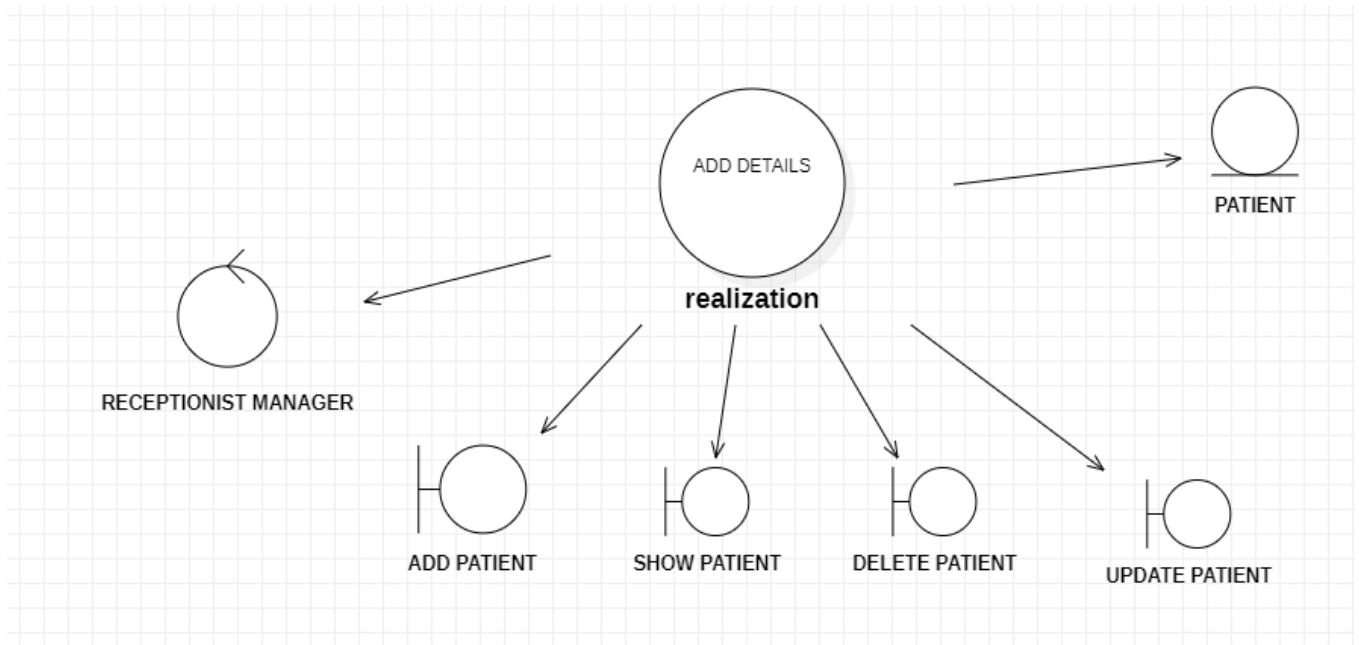 ADD DETAILS
PATIENT
realization
RECEPTIONIST MANAGER
ADD PATIENT
SHOW PATIENT
DELETE PATIENT
UPDATE PATIENT